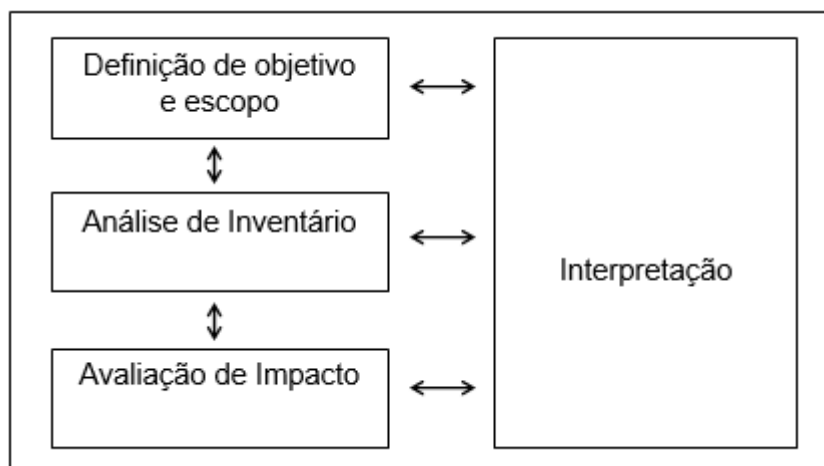 Definição de objetivo
e escopo
Análise de Inventário
Interpretação
Avaliação de Impacto